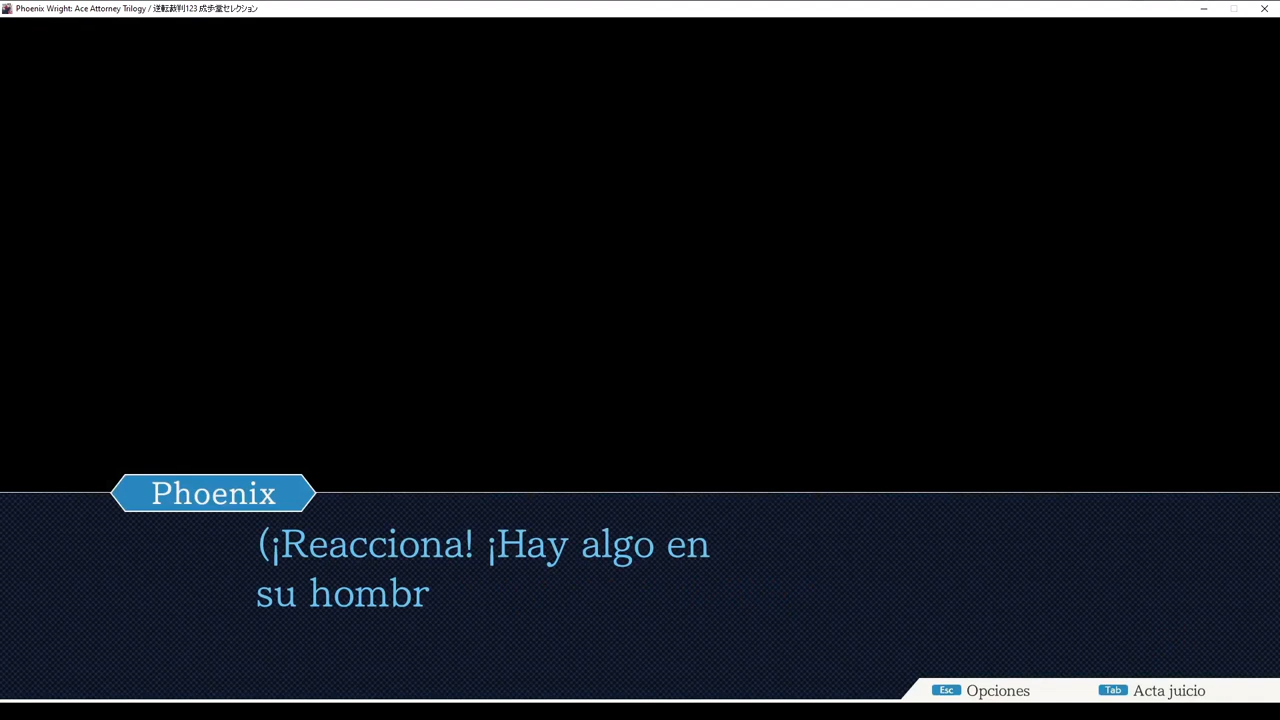 Phoenix Wright: Ace Attorney Trilogy / 逆転裁判123 成歩堂セレクション
Phoenix
(¡Reacciona! ¡Hay algo en
su hombr
Esc Opciones Tab Acta juicio